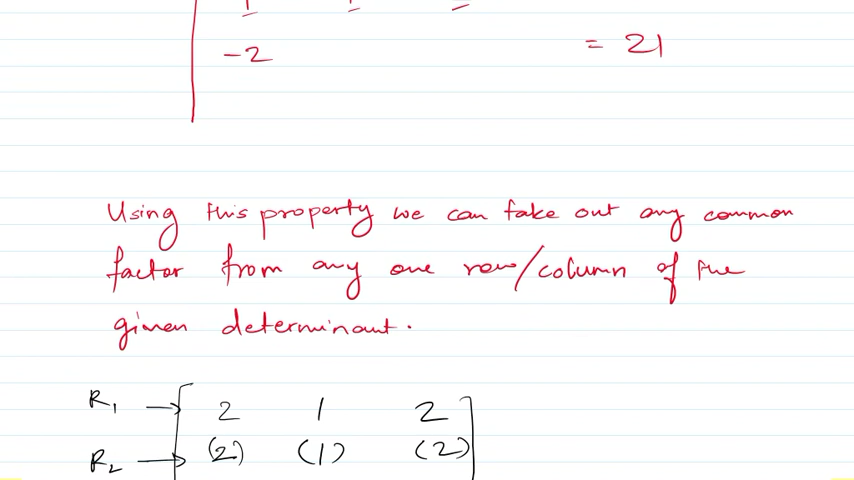 -2 = 21
Using this property we can take out any common
factor from any one row/column of the
given determinant.
R1 → 2 1 2
R2 → (2) (1) (2)